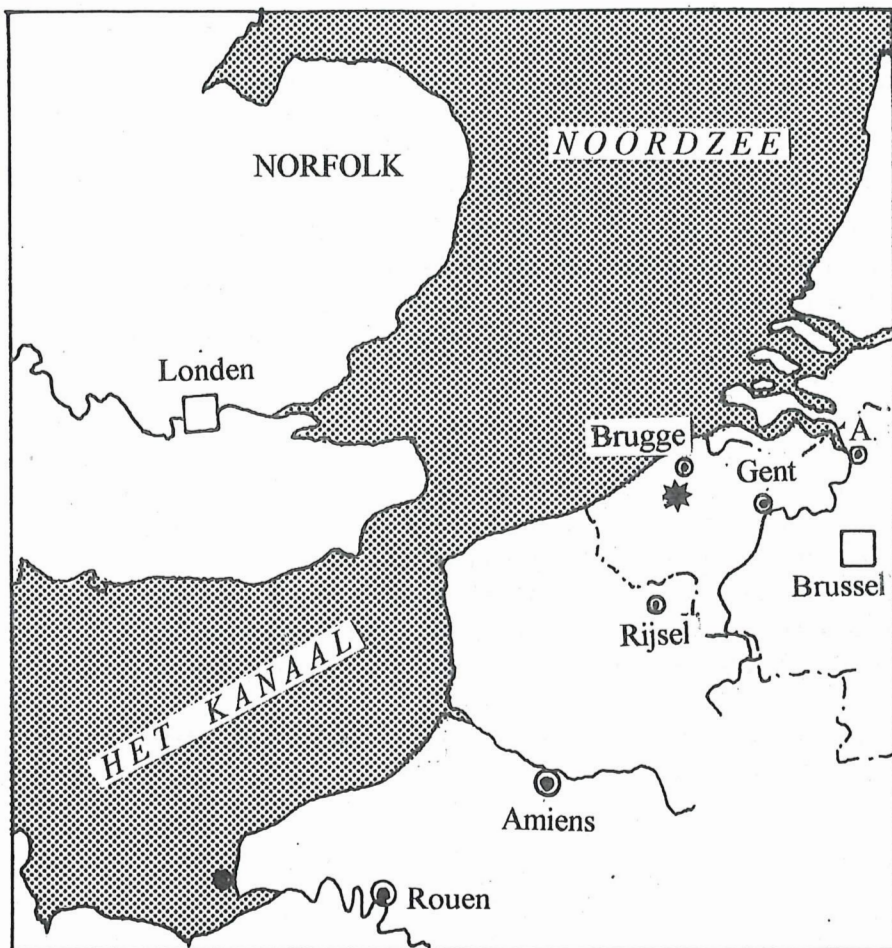 NOORDZEE
NORFOLK
Londen
Brugge
A.
Gent
Brussel
Rijsel
HET KANAAL
Amiens
Rouen